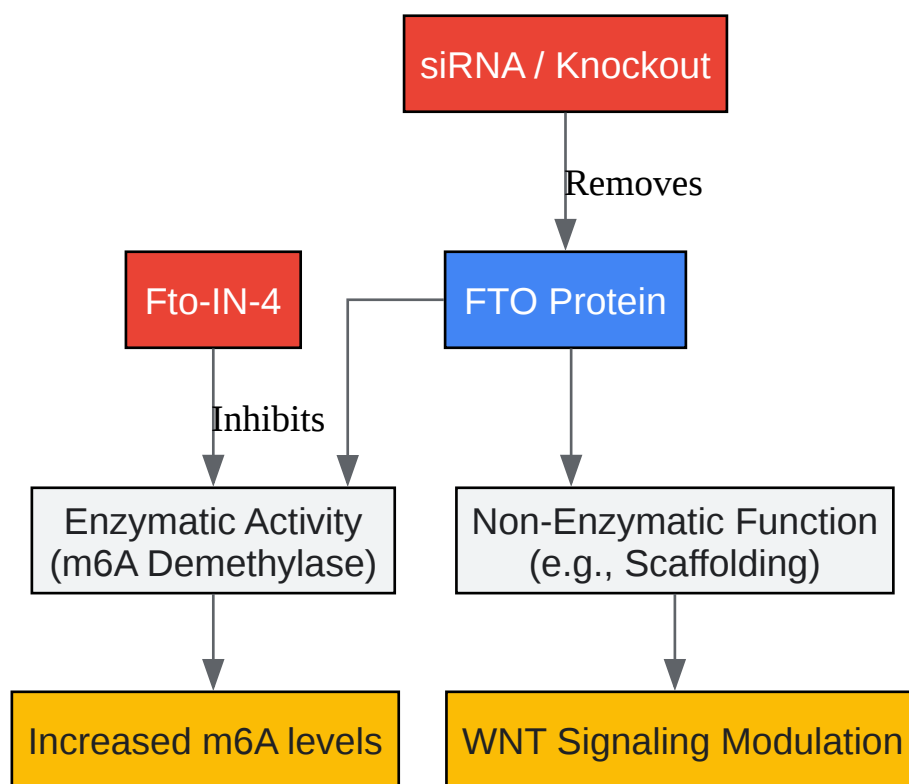 siRNA / Knockout
Removes
Fto-IN-4
FTO Protein
Inhibits
Enzymatic Activity
(m6A Demethylase)
Non-Enzymatic Function
(e.g., Scaffolding)
Increased m6A levels
WNT Signaling Modulation